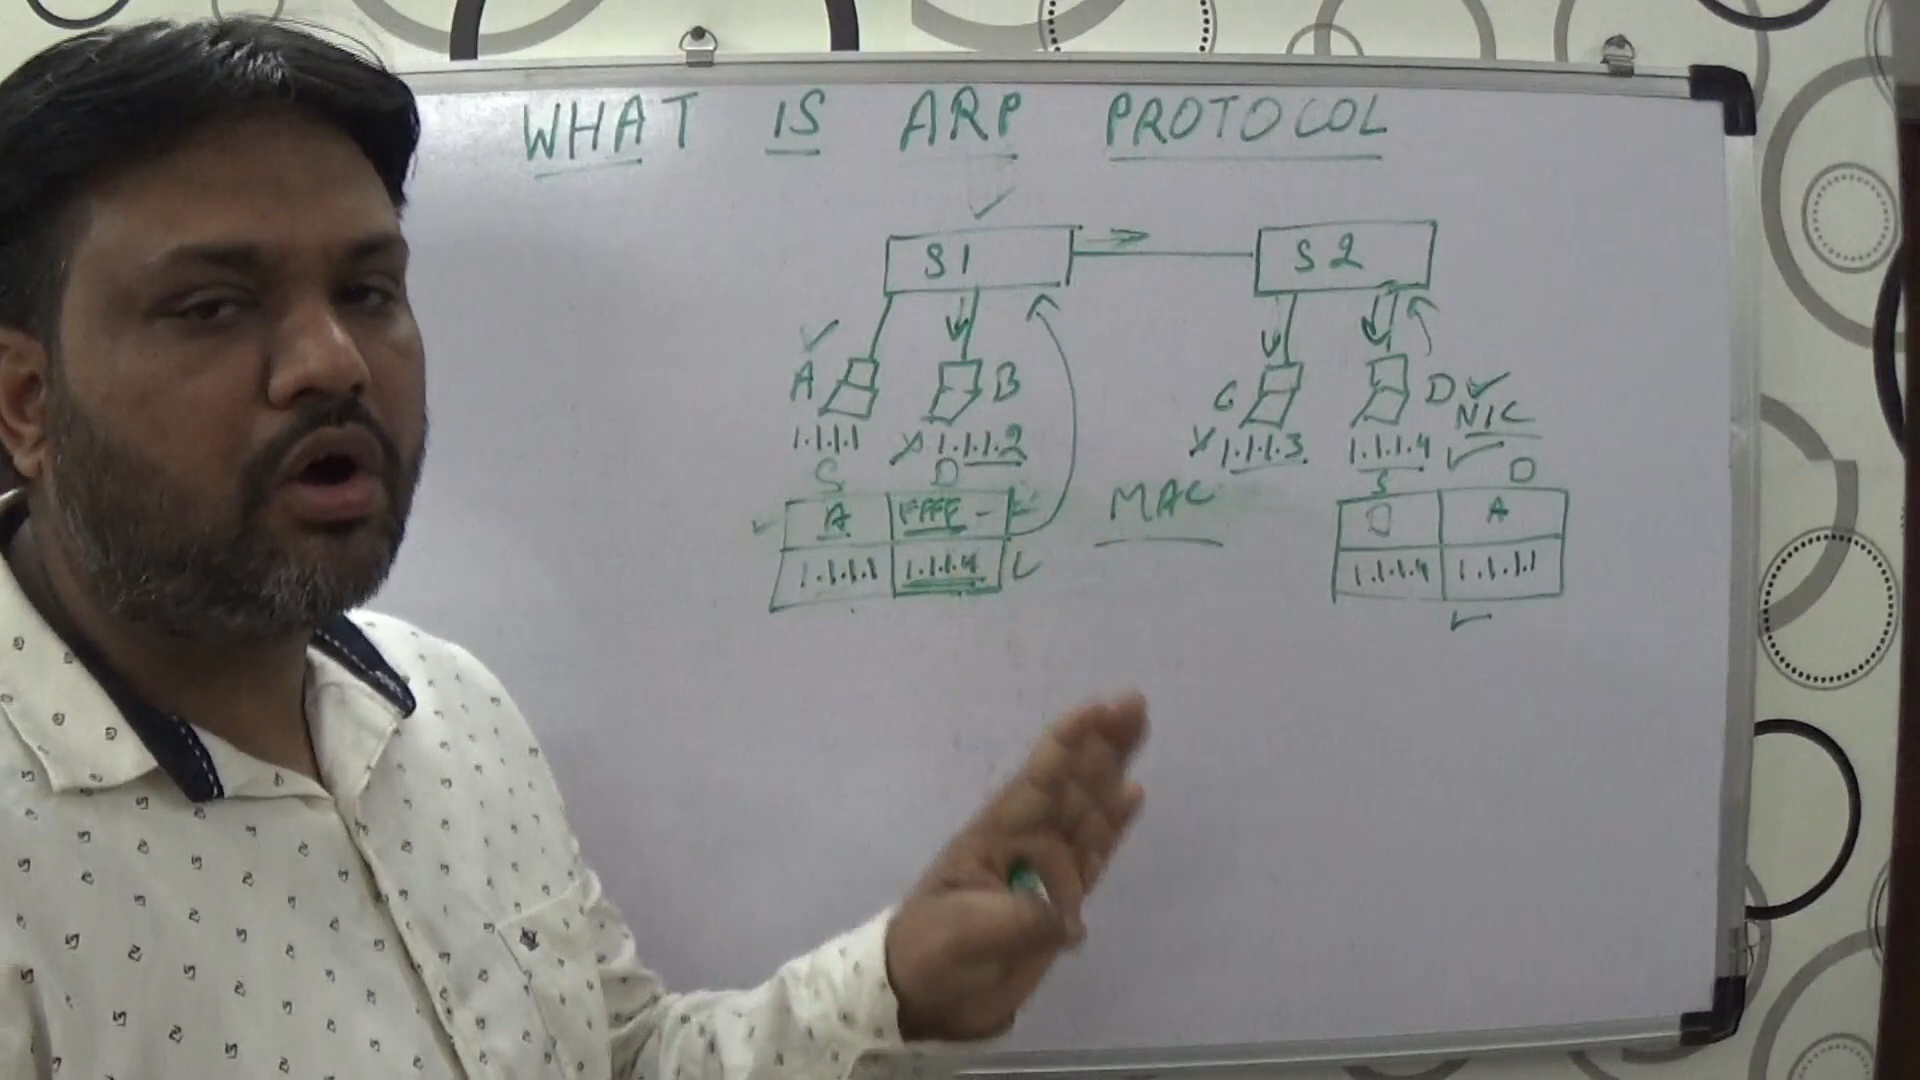 WHAT IS ARP PROTOCOL
S1 S2
A B C D
NIC
1.1.1.1 1.1.1.2 1.1.1.3 1.1.1.4
S D S D
A FFFF - F MAC D A
1.1.1.1 1.1.1.4 L 1.1.1.4 1.1.1.1